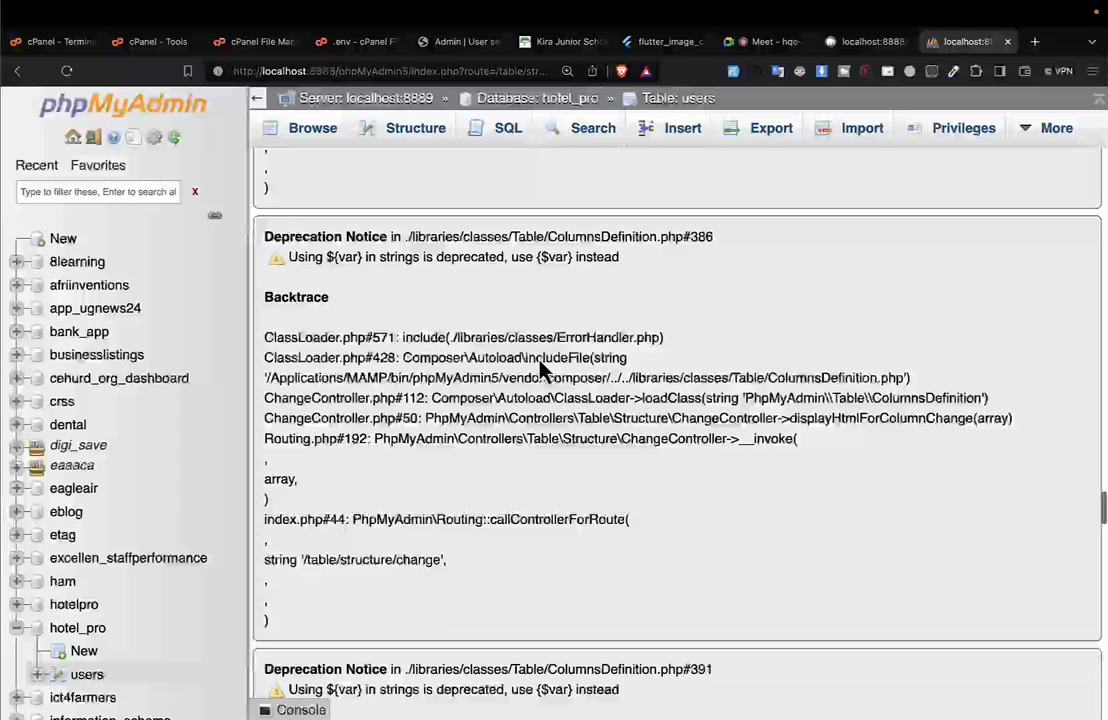 cPanel - Termin
cPanel - Tools
cPanel File Man
.env - cPanel F
Admin | User se
Kira Junior Scho
flutter_image_c
Meet - hqo
localhost:8888/
localhost:88
http://localhost:8889/phpMyAdmin5/index.php?route=/table/str...
VPN
phpMyAdmin
Recent Favorites
Type to filter these, Enter to search al
X
New
8learning
afriinventions
app_ugnews24
bank_app
businesslistings
cehurd_org_dashboard
crss
dental
digi_save
eaaaca
eagleair
eblog
etag
excellen_staffperformance
ham
hotelpro
hotel_pro
New
users
ict4farmers
information_schema
Server: localhost:8889 » Database: hotel_pro » Table: users
Browse Structure SQL Search Insert Export Import Privileges More
,
,
)
Deprecation Notice in ./libraries/classes/Table/ColumnsDefinition.php#386
Using ${var} in strings is deprecated, use {$var} instead
Backtrace
ClassLoader.php#571: include(./libraries/classes/ErrorHandler.php)
ClassLoader.php#428: Composer\Autoload\includeFile(string
'/Applications/MAMP/bin/phpMyAdmin5/vendor/composer/../../libraries/classes/Table/ColumnsDefinition.php')
ChangeController.php#112: Composer\Autoload\ClassLoader->loadClass(string 'PhpMyAdmin\\Table\\ColumnsDefinition')
ChangeController.php#50: PhpMyAdmin\Controllers\Table\Structure\ChangeController->displayHtmlForColumnChange(array)
Routing.php#192: PhpMyAdmin\Controllers\Table\Structure\ChangeController->__invoke(
,
array,
)
index.php#44: PhpMyAdmin\Routing::callControllerForRoute(
,
string '/table/structure/change',
,
,
)
Deprecation Notice in ./libraries/classes/Table/ColumnsDefinition.php#391
Using ${var} in strings is deprecated, use {$var} instead
Console